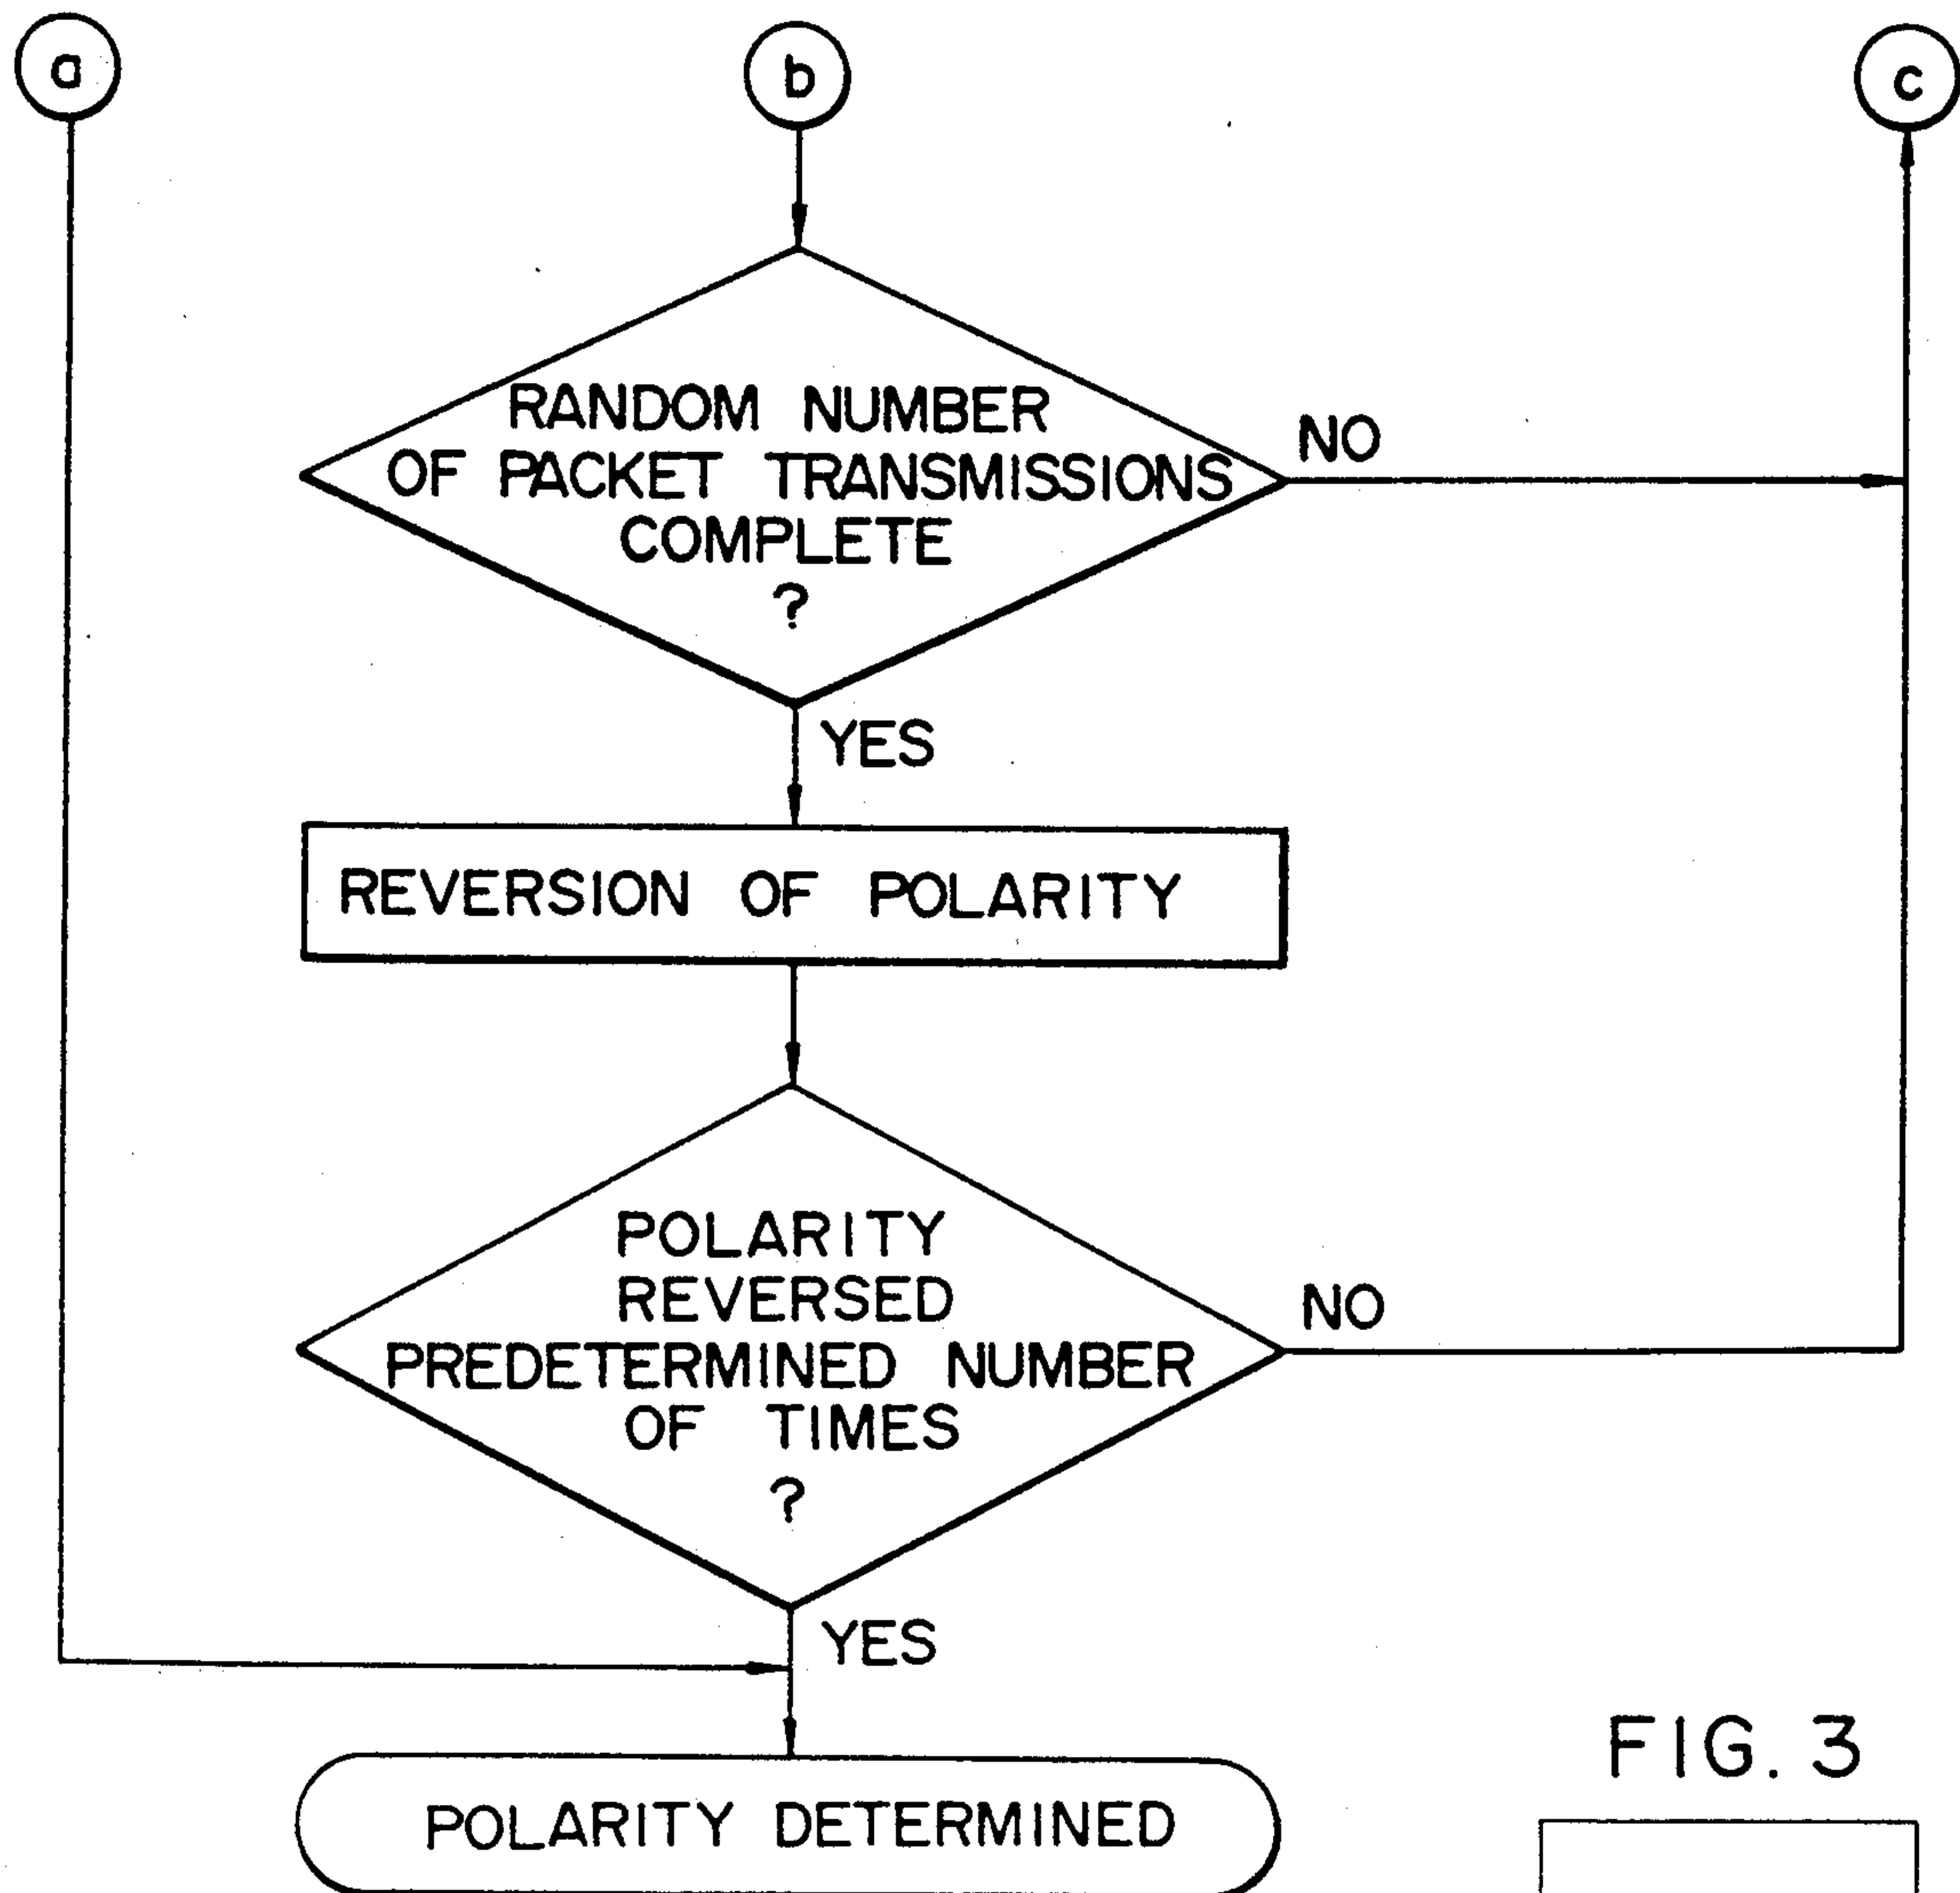 a
b
c
RANDOM NUMBER
OF PACKET TRANSMISSIONS
COMPLETE
?
NO
YES
REVERSION OF POLARITY
POLARITY
REVERSED
PREDETERMINED NUMBER
OF TIMES
?
NO
YES
POLARITY DETERMINED
FIG. 3